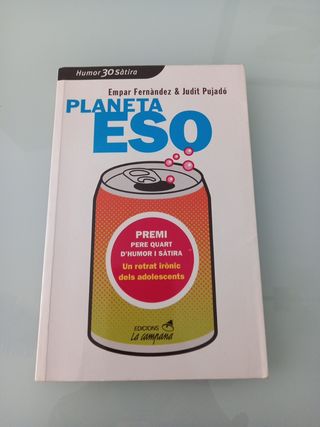 Humor 30 Sàtira
Empar Fernàndez & Judit Pujadó
PLANETA
ESO
PREMI
PERE QUART
D'HUMOR I SÀTIRA
Un retrat irònic
dels adolescents
EDICIONS
La Campana